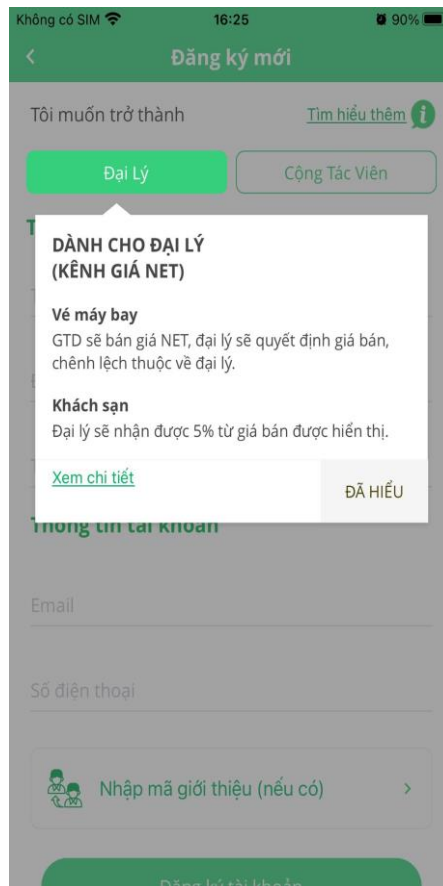 Không có SIM 16:25 90%
Đăng ký mới
Tôi muốn trở thành Tìm hiểu thêm i
Đại Lý Cộng Tác Viên
DÀNH CHO ĐẠI LÝ
(KÊNH GIÁ NET)
Vé máy bay
GTD sẽ bán giá NET, đại lý sẽ quyết định giá bán,
chênh lệch thuộc về đại lý.
Khách sạn
Đại lý sẽ nhận được 5% từ giá bán được hiển thị.
Xem chi tiết
ĐÃ HIỂU
Thông tin tài khoản
Email
Số điện thoại
Nhập mã giới thiệu (nếu có)
Đăng ký tài khoản